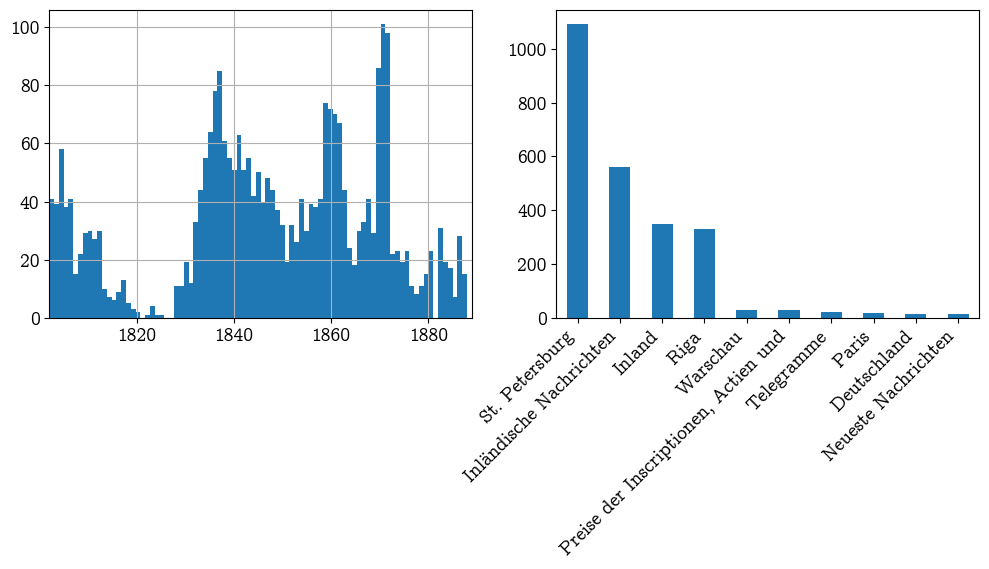 100
80
60
40
20
0
1820 1840 1860 1880
1000
800
600
400
200
0
St. Petersburg
Inländische Nachrichten
Inland
Riga
Warschau
Preise der Inscriptionen, Actien und
Telegramme
Paris
Deutschland
Neueste Nachrichten